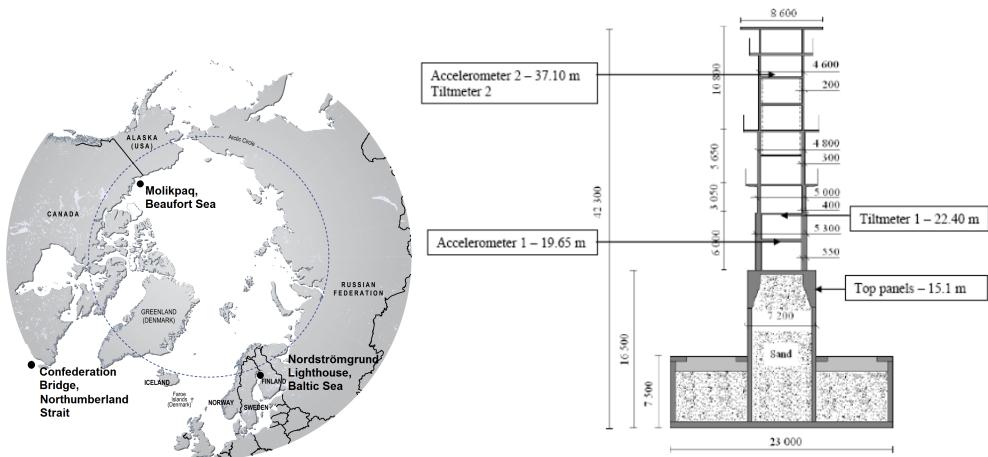 ALASKA
(USA)
Arctic Circle
Molikpaq,
Beaufort Sea
CANADA
RUSSIAN
FEDERATION
GREENLAND
(DENMARK)
Nordströmgrund
Lighthouse,
Baltic Sea
Confederation
Bridge,
Northumberland
Strait
ICELAND
Faroe
Islands
(Denmark)
NORWAY
SWEDEN
FINLAND
8 600
Accelerometer 2 – 37.10 m
Tiltmeter 2
4 600
200
10 800
4 800
300
5 650
5 000
400
3 050
42 300
Tiltmeter 1 – 22.40 m
Accelerometer 1 – 19.65 m
5 300
550
6 000
Top panels – 15.1 m
7 200
16 500
Sand
7 500
23 000